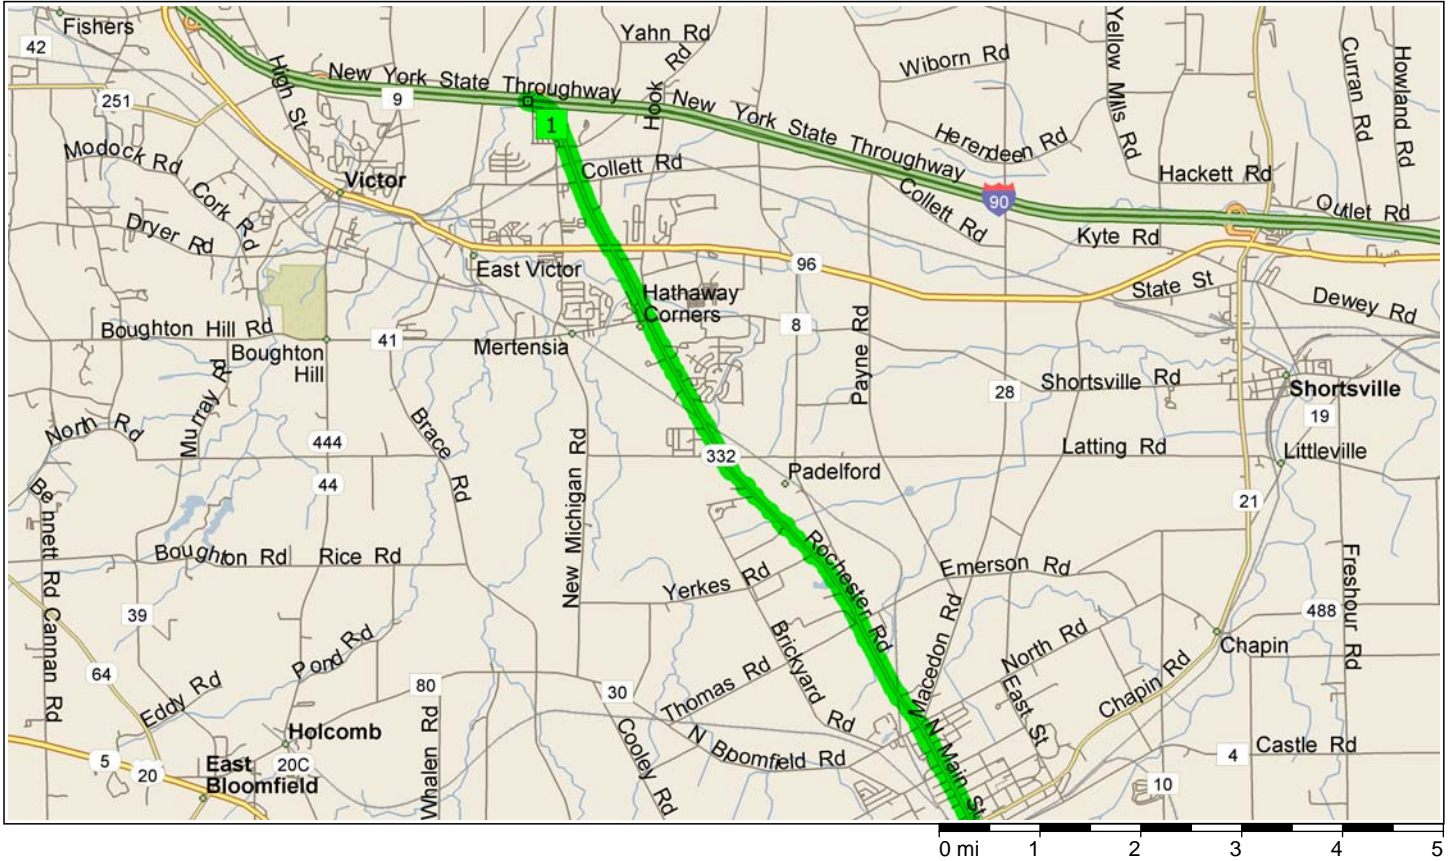 Fishers
42
251
High St
New York State Throughway
9
Yahn Rd
Hook Rd
New York State Throughway
Wiborn Rd
Yellow Mills Rd
Curran Rd
Howland Rd
1
Herendeen Rd
Hackett Rd
Outlet Rd
Modock Rd
Cork Rd
Victor
Collett Rd
Collett Rd
90
Kyte Rd
Dryer Rd
East Victor
96
State St
Dewey Rd
Hathaway
Corners
Boughton Hill Rd
41
Boughton
Hill
Mertensia
8
Payne Rd
28
Shortsville Rd
Shortsville
19
Murray Rd
North Rd
444
44
Brace Rd
New Michigan Rd
332
Padelford
Latting Rd
Littleville
21
Bennett Rd
Cannan Rd
Boughton Rd
Rice Rd
Rochester Rd
Yerkes Rd
Emerson Rd
Freshour Rd
488
39
64
Pond Rd
Eddy Rd
80
30
Thomas Rd
Brickyard Rd
Macedon Rd
North Rd
East St
Chapin Rd
Chapin
Holcomb
20C
5
20
East
Bloomfield
Whalen Rd
Cooley Rd
N Bloomfield Rd
N Main St
4
Castle Rd
10
0 mi 1 2 3 4 5